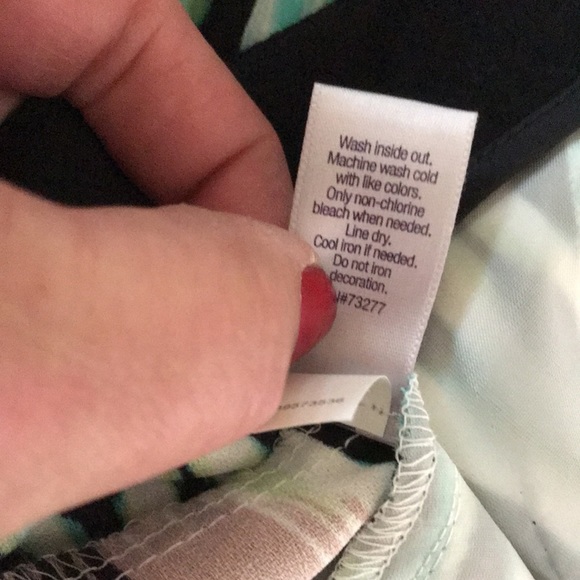 Wash inside out.
Machine wash cold
with like colors.
Only non-chlorine
bleach when needed.
Line dry.
Cool iron if needed.
Do not iron
decoration.
#73277